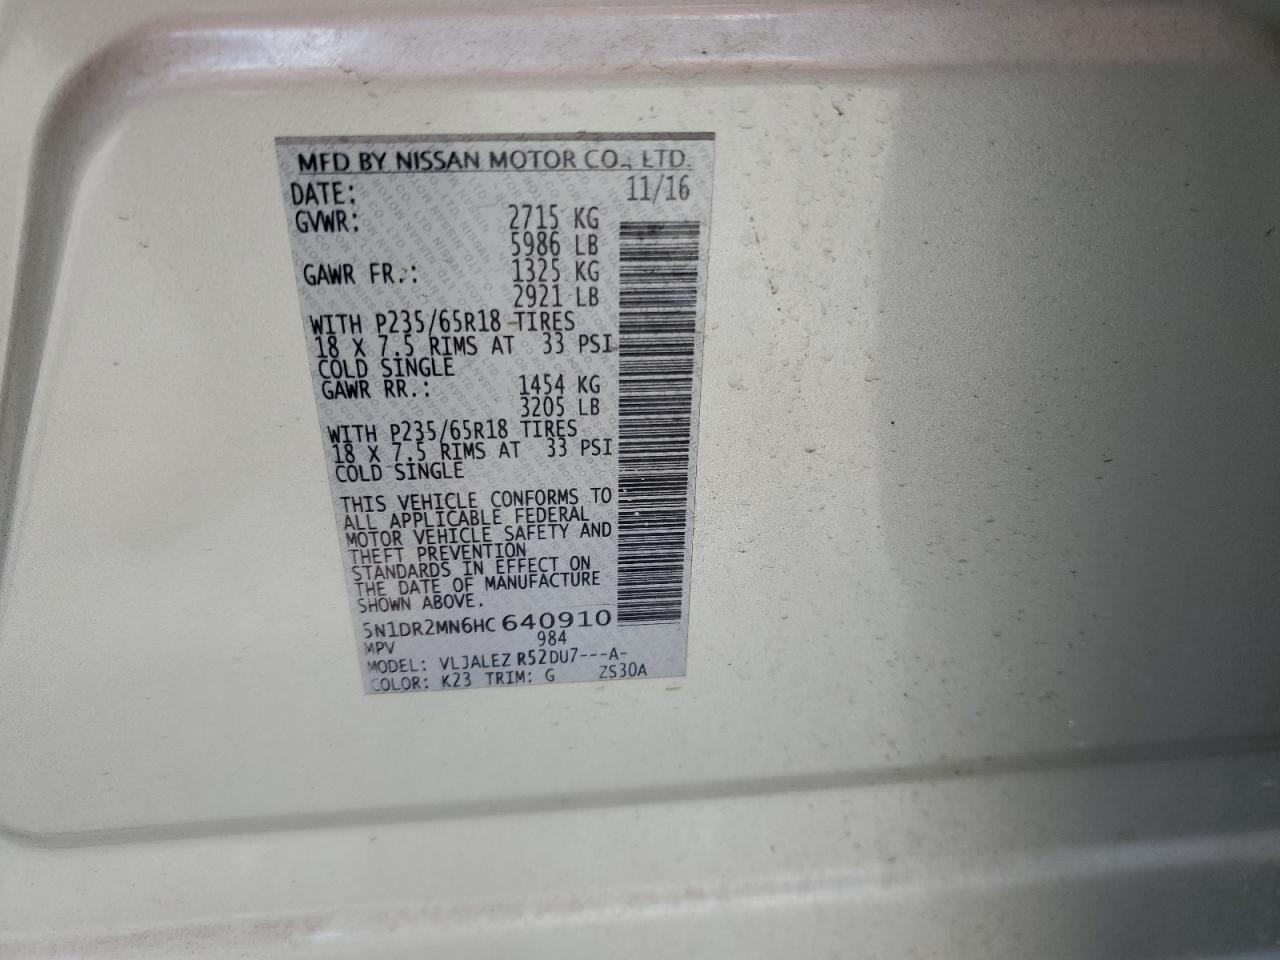 MFD BY NISSAN MOTOR CO., LTD.
DATE: 11/16
GVWR: 2715 KG
5986 LB
GAWR FR.: 1325 KG
2921 LB
WITH P235/65R18 TIRES
18 X 7.5 RIMS AT 33 PSI
COLD SINGLE
GAWR RR.: 1454 KG
3205 LB
WITH P235/65R18 TIRES
18 X 7.5 RIMS AT 33 PSI
COLD SINGLE
THIS VEHICLE CONFORMS TO
ALL APPLICABLE FEDERAL
MOTOR VEHICLE SAFETY AND
THEFT PREVENTION
STANDARDS IN EFFECT ON
THE DATE OF MANUFACTURE
SHOWN ABOVE.
5N1DR2MN6HC 640910
MPV 984
MODEL: VLJALEZ R52DU7---A-
COLOR: K23 TRIM: G ZS30A